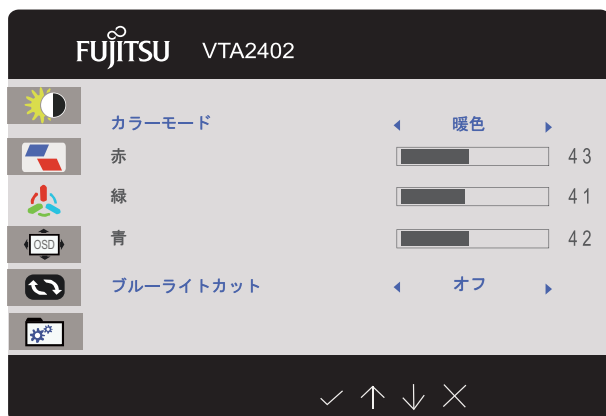 FUJITSU VTA2402
カラーモード 暖色
赤 43
緑 41
青 42
OSD
ブルーライトカット オフ